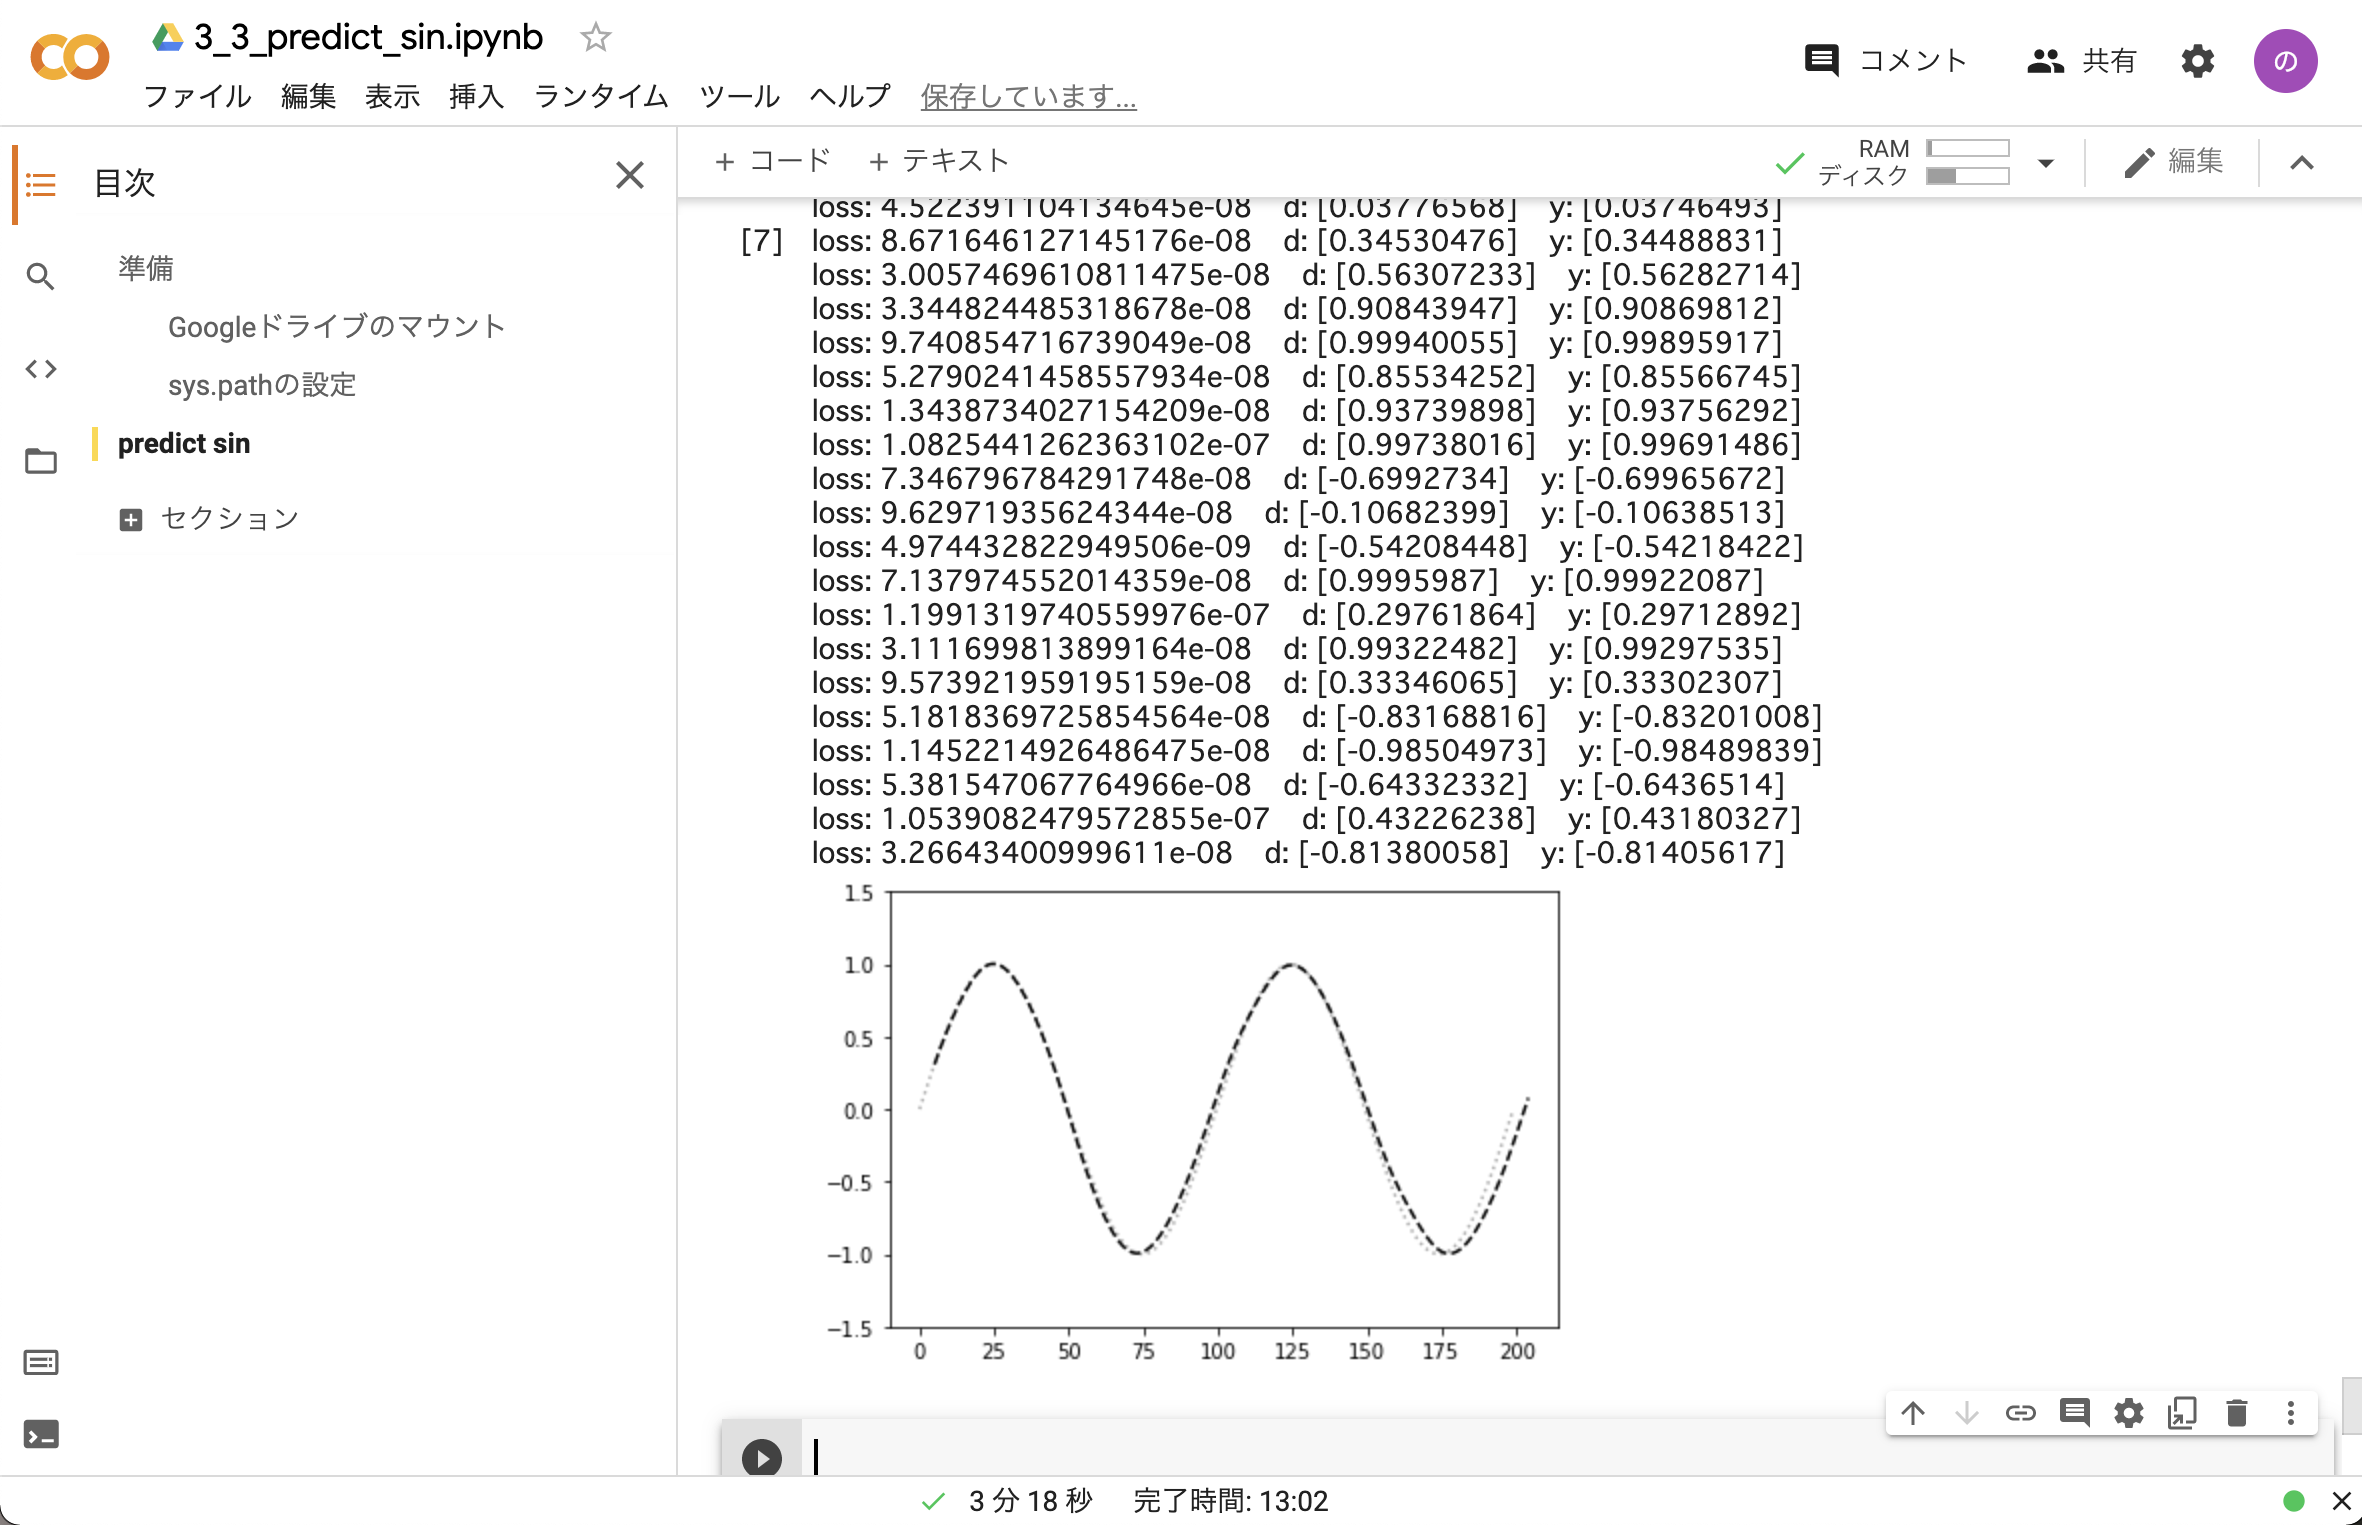 3_3_predict_sin.ipynb
コメント
共有
の
ファイル 編集 表示 挿入 ランタイム ツール ヘルプ 保存しています...
目次
準備
Googleドライブのマウント
sys.pathの設定
predict sin
セクション
+ コード + テキスト
RAM
ディスク
編集
loss: 4.522391104134645e-08 d: [0.03776568] y: [0.03746493]
[7] loss: 8.671646127145176e-08 d: [0.34530476] y: [0.34488831]
loss: 3.0057469610811475e-08 d: [0.56307233] y: [0.56282714]
loss: 3.344824485318678e-08 d: [0.90843947] y: [0.90869812]
loss: 9.740854716739049e-08 d: [0.99940055] y: [0.99895917]
loss: 5.2790241458557934e-08 d: [0.85534252] y: [0.85566745]
loss: 1.3438734027154209e-08 d: [0.93739898] y: [0.93756292]
loss: 1.0825441262363102e-07 d: [0.99738016] y: [0.99691486]
loss: 7.346796784291748e-08 d: [-0.6992734] y: [-0.69965672]
loss: 9.62971935624344e-08 d: [-0.10682399] y: [-0.10638513]
loss: 4.974432822949506e-09 d: [-0.54208448] y: [-0.54218422]
loss: 7.137974552014359e-08 d: [0.9995987] y: [0.99922087]
loss: 1.1991319740559976e-07 d: [0.29761864] y: [0.29712892]
loss: 3.111699813899164e-08 d: [0.99322482] y: [0.99297535]
loss: 9.573921959195159e-08 d: [0.33346065] y: [0.33302307]
loss: 5.1818369725854564e-08 d: [-0.83168816] y: [-0.83201008]
loss: 1.1452214926486475e-08 d: [-0.98504973] y: [-0.98489839]
loss: 5.381547067764966e-08 d: [-0.64332332] y: [-0.6436514]
loss: 1.0539082479572855e-07 d: [0.43226238] y: [0.43180327]
loss: 3.26643400999611e-08 d: [-0.81380058] y: [-0.81405617]
1.5
1.0
0.5
0.0
−0.5
−1.0
−1.5
0 25 50 75 100 125 150 175 200
3 分 18 秒 完了時間: 13:02